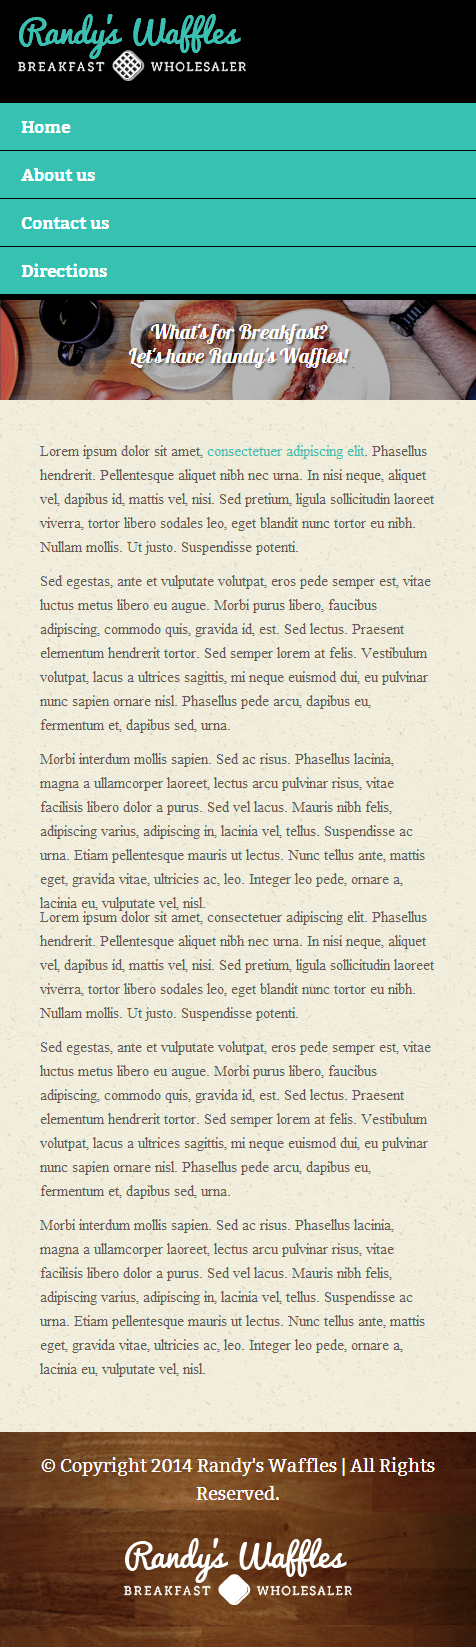 Randy's Waffles
BREAKFAST WHOLESALER
Home
About us
Contact us
Directions
What's for Breakfast?
Let's have Randy's Waffles!
Lorem ipsum dolor sit amet, consectetuer adipiscing elit. Phasellus
hendrerit. Pellentesque aliquet nibh nec urna. In nisi neque, aliquet
vel, dapibus id, mattis vel, nisi. Sed pretium, ligula sollicitudin laoreet
viverra, tortor libero sodales leo, eget blandit nunc tortor eu nibh.
Nullam mollis. Ut justo. Suspendisse potenti.
Sed egestas, ante et vulputate volutpat, eros pede semper est, vitae
luctus metus libero eu augue. Morbi purus libero, faucibus
adipiscing, commodo quis, gravida id, est. Sed lectus. Praesent
elementum hendrerit tortor. Sed semper lorem at felis. Vestibulum
volutpat, lacus a ultrices sagittis, mi neque euismod dui, eu pulvinar
nunc sapien ornare nisl. Phasellus pede arcu, dapibus eu,
fermentum et, dapibus sed, urna.
Morbi interdum mollis sapien. Sed ac risus. Phasellus lacinia,
magna a ullamcorper laoreet, lectus arcu pulvinar risus, vitae
facilisis libero dolor a purus. Sed vel lacus. Mauris nibh felis,
adipiscing varius, adipiscing in, lacinia vel, tellus. Suspendisse ac
urna. Etiam pellentesque mauris ut lectus. Nunc tellus ante, mattis
eget, gravida vitae, ultricies ac, leo. Integer leo pede, ornare a,
lacinia eu, vulputate vel, nisl.
Lorem ipsum dolor sit amet, consectetuer adipiscing elit. Phasellus
hendrerit. Pellentesque aliquet nibh nec urna. In nisi neque, aliquet
vel, dapibus id, mattis vel, nisi. Sed pretium, ligula sollicitudin laoreet
viverra, tortor libero sodales leo, eget blandit nunc tortor eu nibh.
Nullam mollis. Ut justo. Suspendisse potenti.
Sed egestas, ante et vulputate volutpat, eros pede semper est, vitae
luctus metus libero eu augue. Morbi purus libero, faucibus
adipiscing, commodo quis, gravida id, est. Sed lectus. Praesent
elementum hendrerit tortor. Sed semper lorem at felis. Vestibulum
volutpat, lacus a ultrices sagittis, mi neque euismod dui, eu pulvinar
nunc sapien ornare nisl. Phasellus pede arcu, dapibus eu,
fermentum et, dapibus sed, urna.
Morbi interdum mollis sapien. Sed ac risus. Phasellus lacinia,
magna a ullamcorper laoreet, lectus arcu pulvinar risus, vitae
facilisis libero dolor a purus. Sed vel lacus. Mauris nibh felis,
adipiscing varius, adipiscing in, lacinia vel, tellus. Suspendisse ac
urna. Etiam pellentesque mauris ut lectus. Nunc tellus ante, mattis
eget, gravida vitae, ultricies ac, leo. Integer leo pede, ornare a,
lacinia eu, vulputate vel, nisl.
© Copyright 2014 Randy's Waffles | All Rights
Reserved.
Randy's Waffles
BREAKFAST WHOLESALER